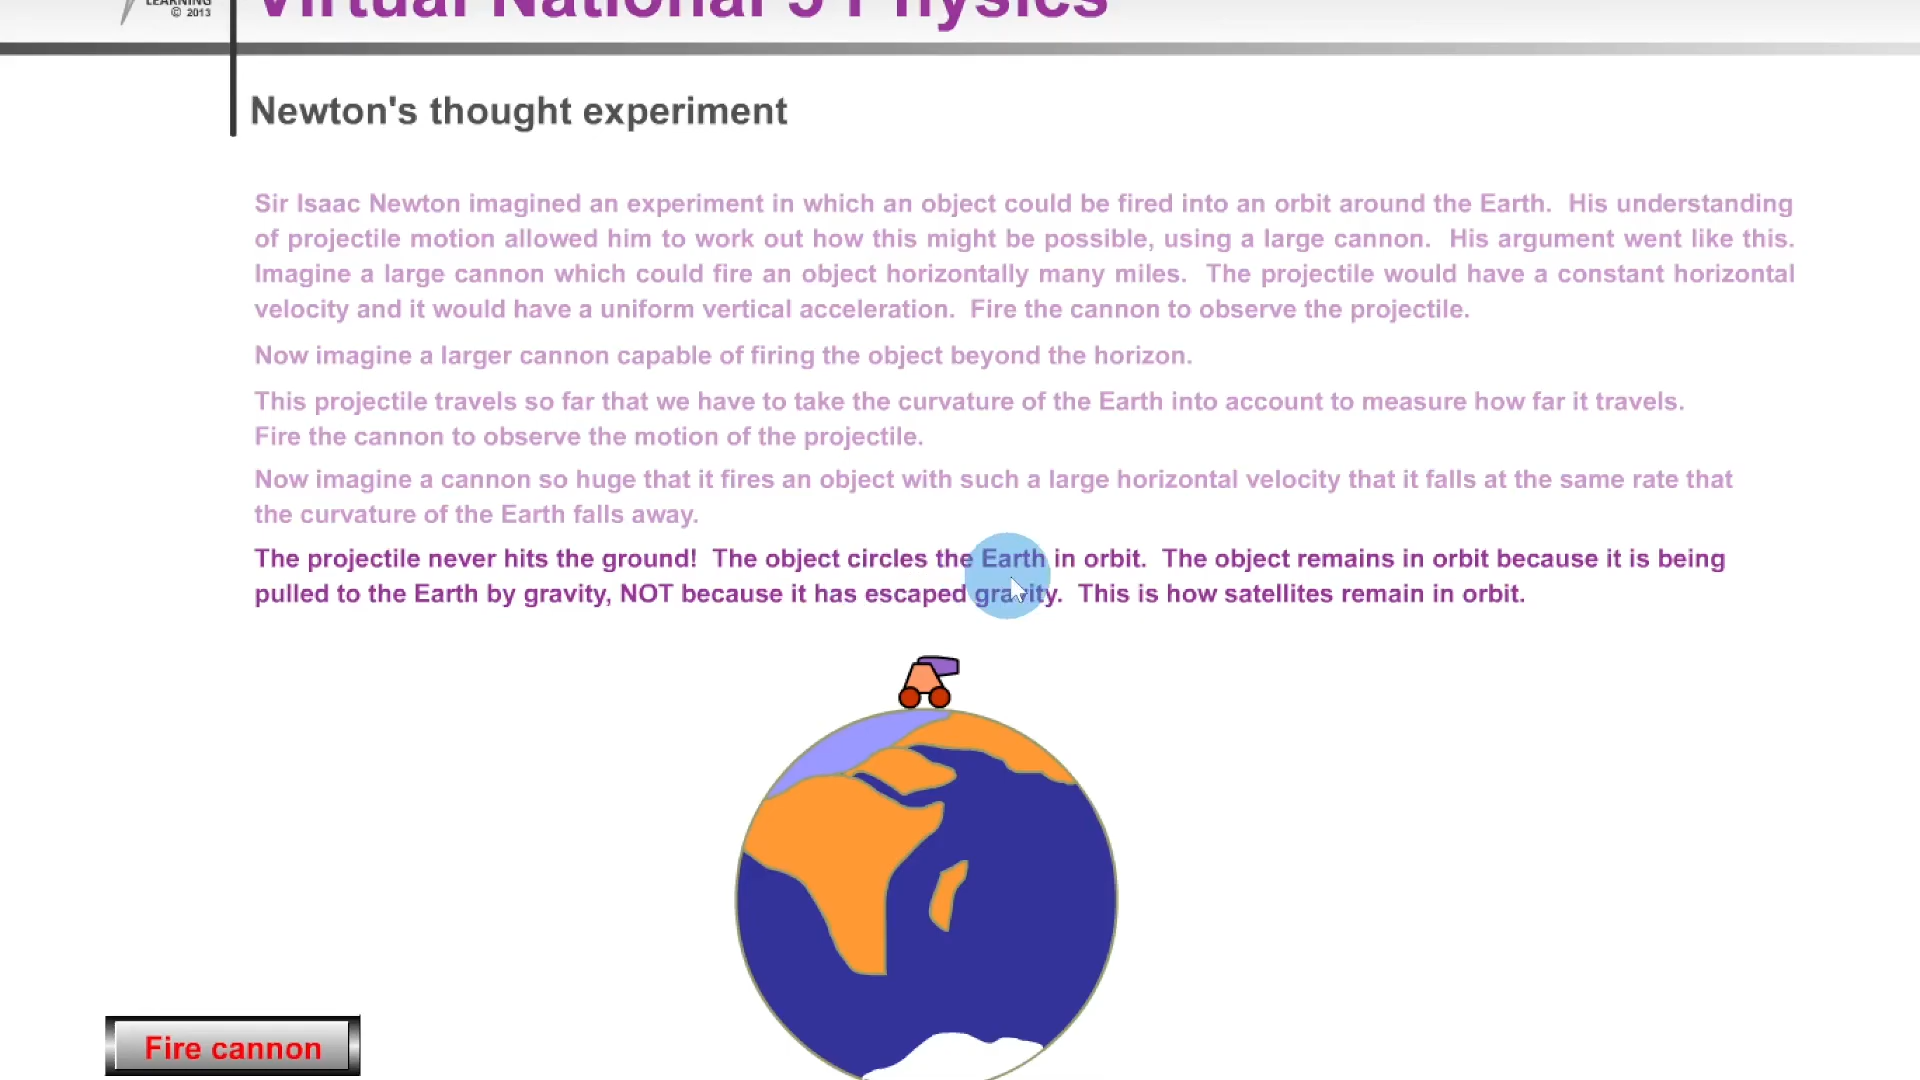 LEARNING
© 2013
Virtual National 5 Physics
Newton's thought experiment
Sir Isaac Newton imagined an experiment in which an object could be fired into an orbit around the Earth. His understanding
of projectile motion allowed him to work out how this might be possible, using a large cannon. His argument went like this.
Imagine a large cannon which could fire an object horizontally many miles. The projectile would have a constant horizontal
velocity and it would have a uniform vertical acceleration. Fire the cannon to observe the projectile.
Now imagine a larger cannon capable of firing the object beyond the horizon.
This projectile travels so far that we have to take the curvature of the Earth into account to measure how far it travels.
Fire the cannon to observe the motion of the projectile.
Now imagine a cannon so huge that it fires an object with such a large horizontal velocity that it falls at the same rate that
the curvature of the Earth falls away.
The projectile never hits the ground! The object circles the Earth in orbit. The object remains in orbit because it is being
pulled to the Earth by gravity, NOT because it has escaped gravity. This is how satellites remain in orbit.
Fire cannon